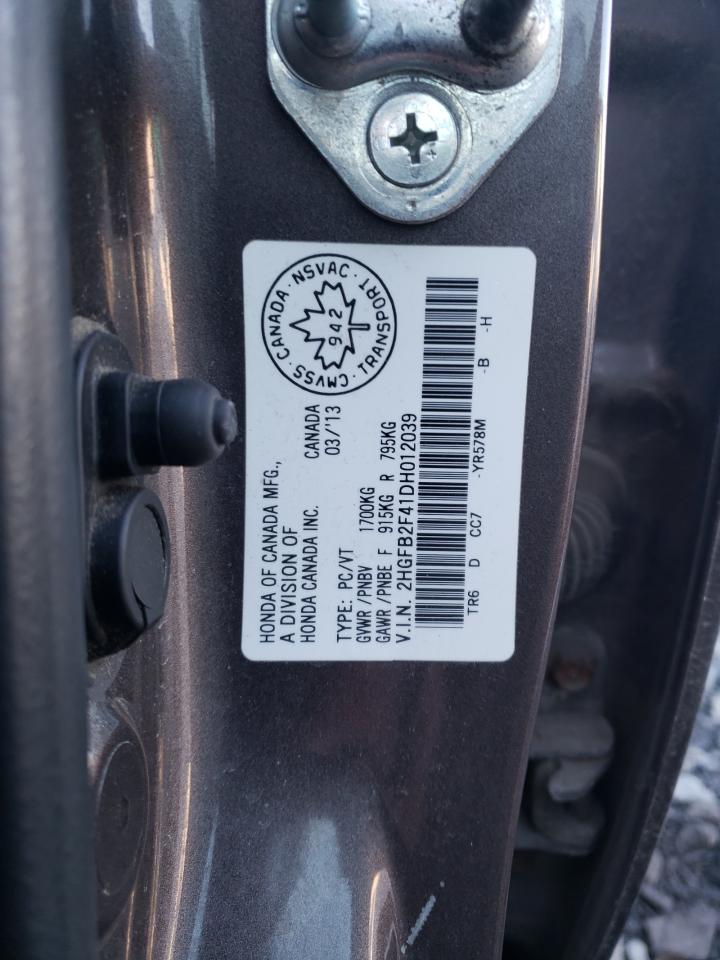 HONDA OF CANADA MFG.,
A DIVISION OF
HONDA CANADA INC.
CANADA
03/'13
CMVSS · CANADA · NSVAC · TRANSPORT ·
942
TYPE: PC/VT
GVWR/PNBV 1700KG
GAWR/PNBE F 915KG R 795KG
V.I.N. 2HGFB2F41DH012039
TR6 D CC7 -YR578M -B -H